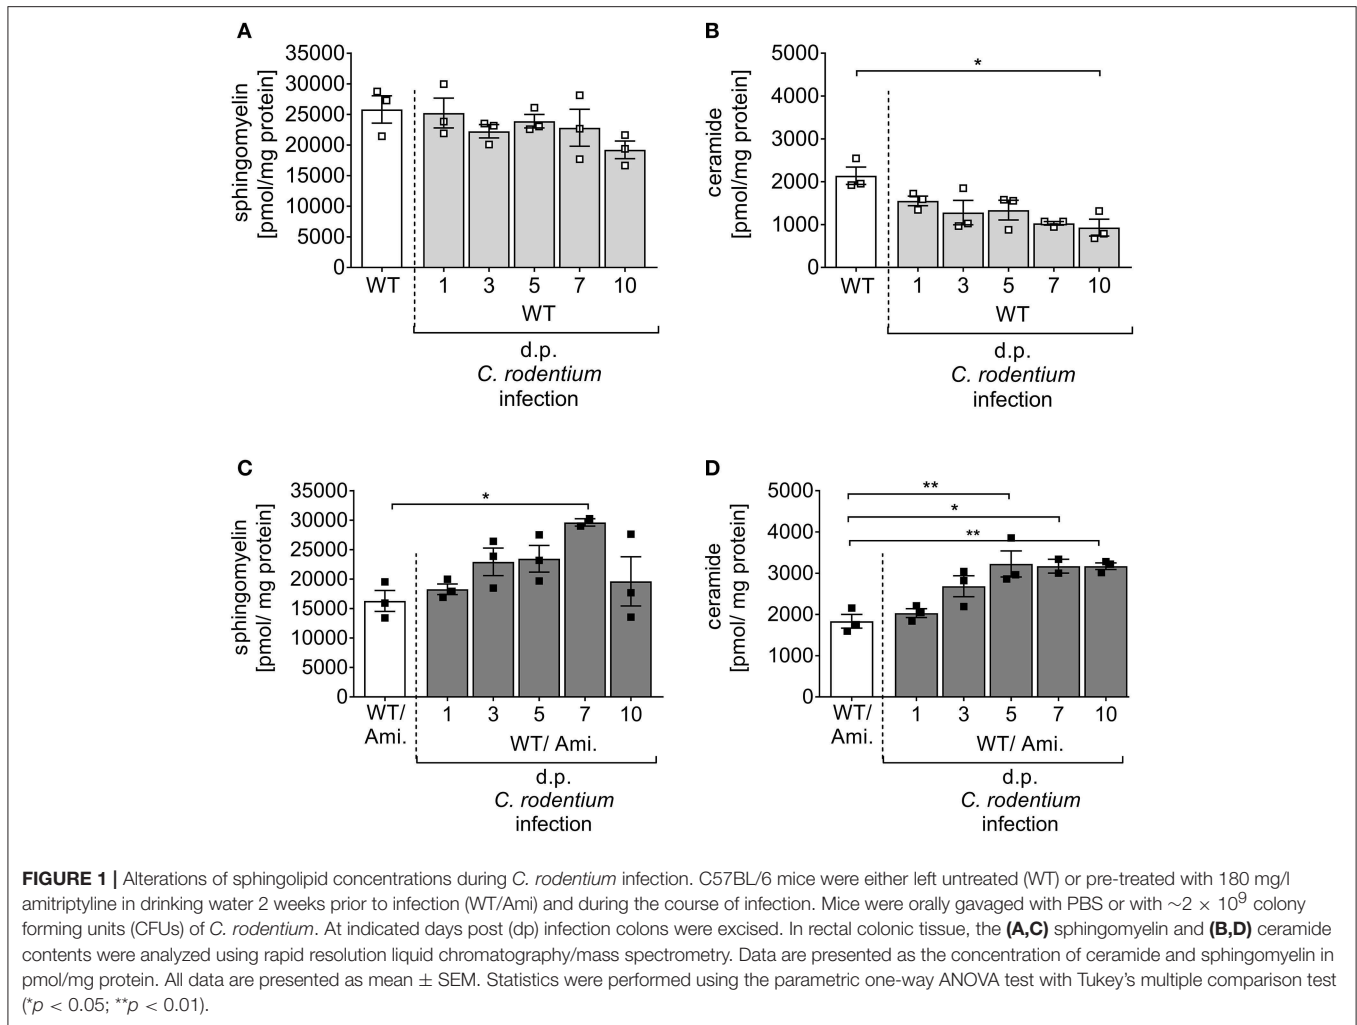 A
sphingomyelin
[pmol/mg protein]
35000
30000
25000
20000
15000
10000
5000
0
WT
1 3 5 7 10
WT
d.p.
C. rodentium
infection
B
ceramide
[pmol/mg protein]
5000
4000
3000
2000
1000
0
*
WT
1 3 5 7 10
WT
d.p.
C. rodentium
infection
C
sphingomyelin
[pmol/ mg protein]
35000
30000
25000
20000
15000
10000
5000
0
*
WT/
Ami.
1 3 5 7 10
WT/ Ami.
d.p.
C. rodentium
infection
D
ceramide
[pmol/ mg protein]
5000
4000
3000
2000
1000
0
**
*
**
WT/
Ami.
1 3 5 7 10
WT/ Ami.
d.p.
C. rodentium
infection
FIGURE 1 | Alterations of sphingolipid concentrations during C. rodentium infection. C57BL/6 mice were either left untreated (WT) or pre-treated with 180 mg/l
amitriptyline in drinking water 2 weeks prior to infection (WT/Ami) and during the course of infection. Mice were orally gavaged with PBS or with ~2 × 10⁹ colony
forming units (CFUs) of C. rodentium. At indicated days post (dp) infection colons were excised. In rectal colonic tissue, the (A,C) sphingomyelin and (B,D) ceramide
contents were analyzed using rapid resolution liquid chromatography/mass spectrometry. Data are presented as the concentration of ceramide and sphingomyelin in
pmol/mg protein. All data are presented as mean ± SEM. Statistics were performed using the parametric one-way ANOVA test with Tukey's multiple comparison test
(*p < 0.05; **p < 0.01).